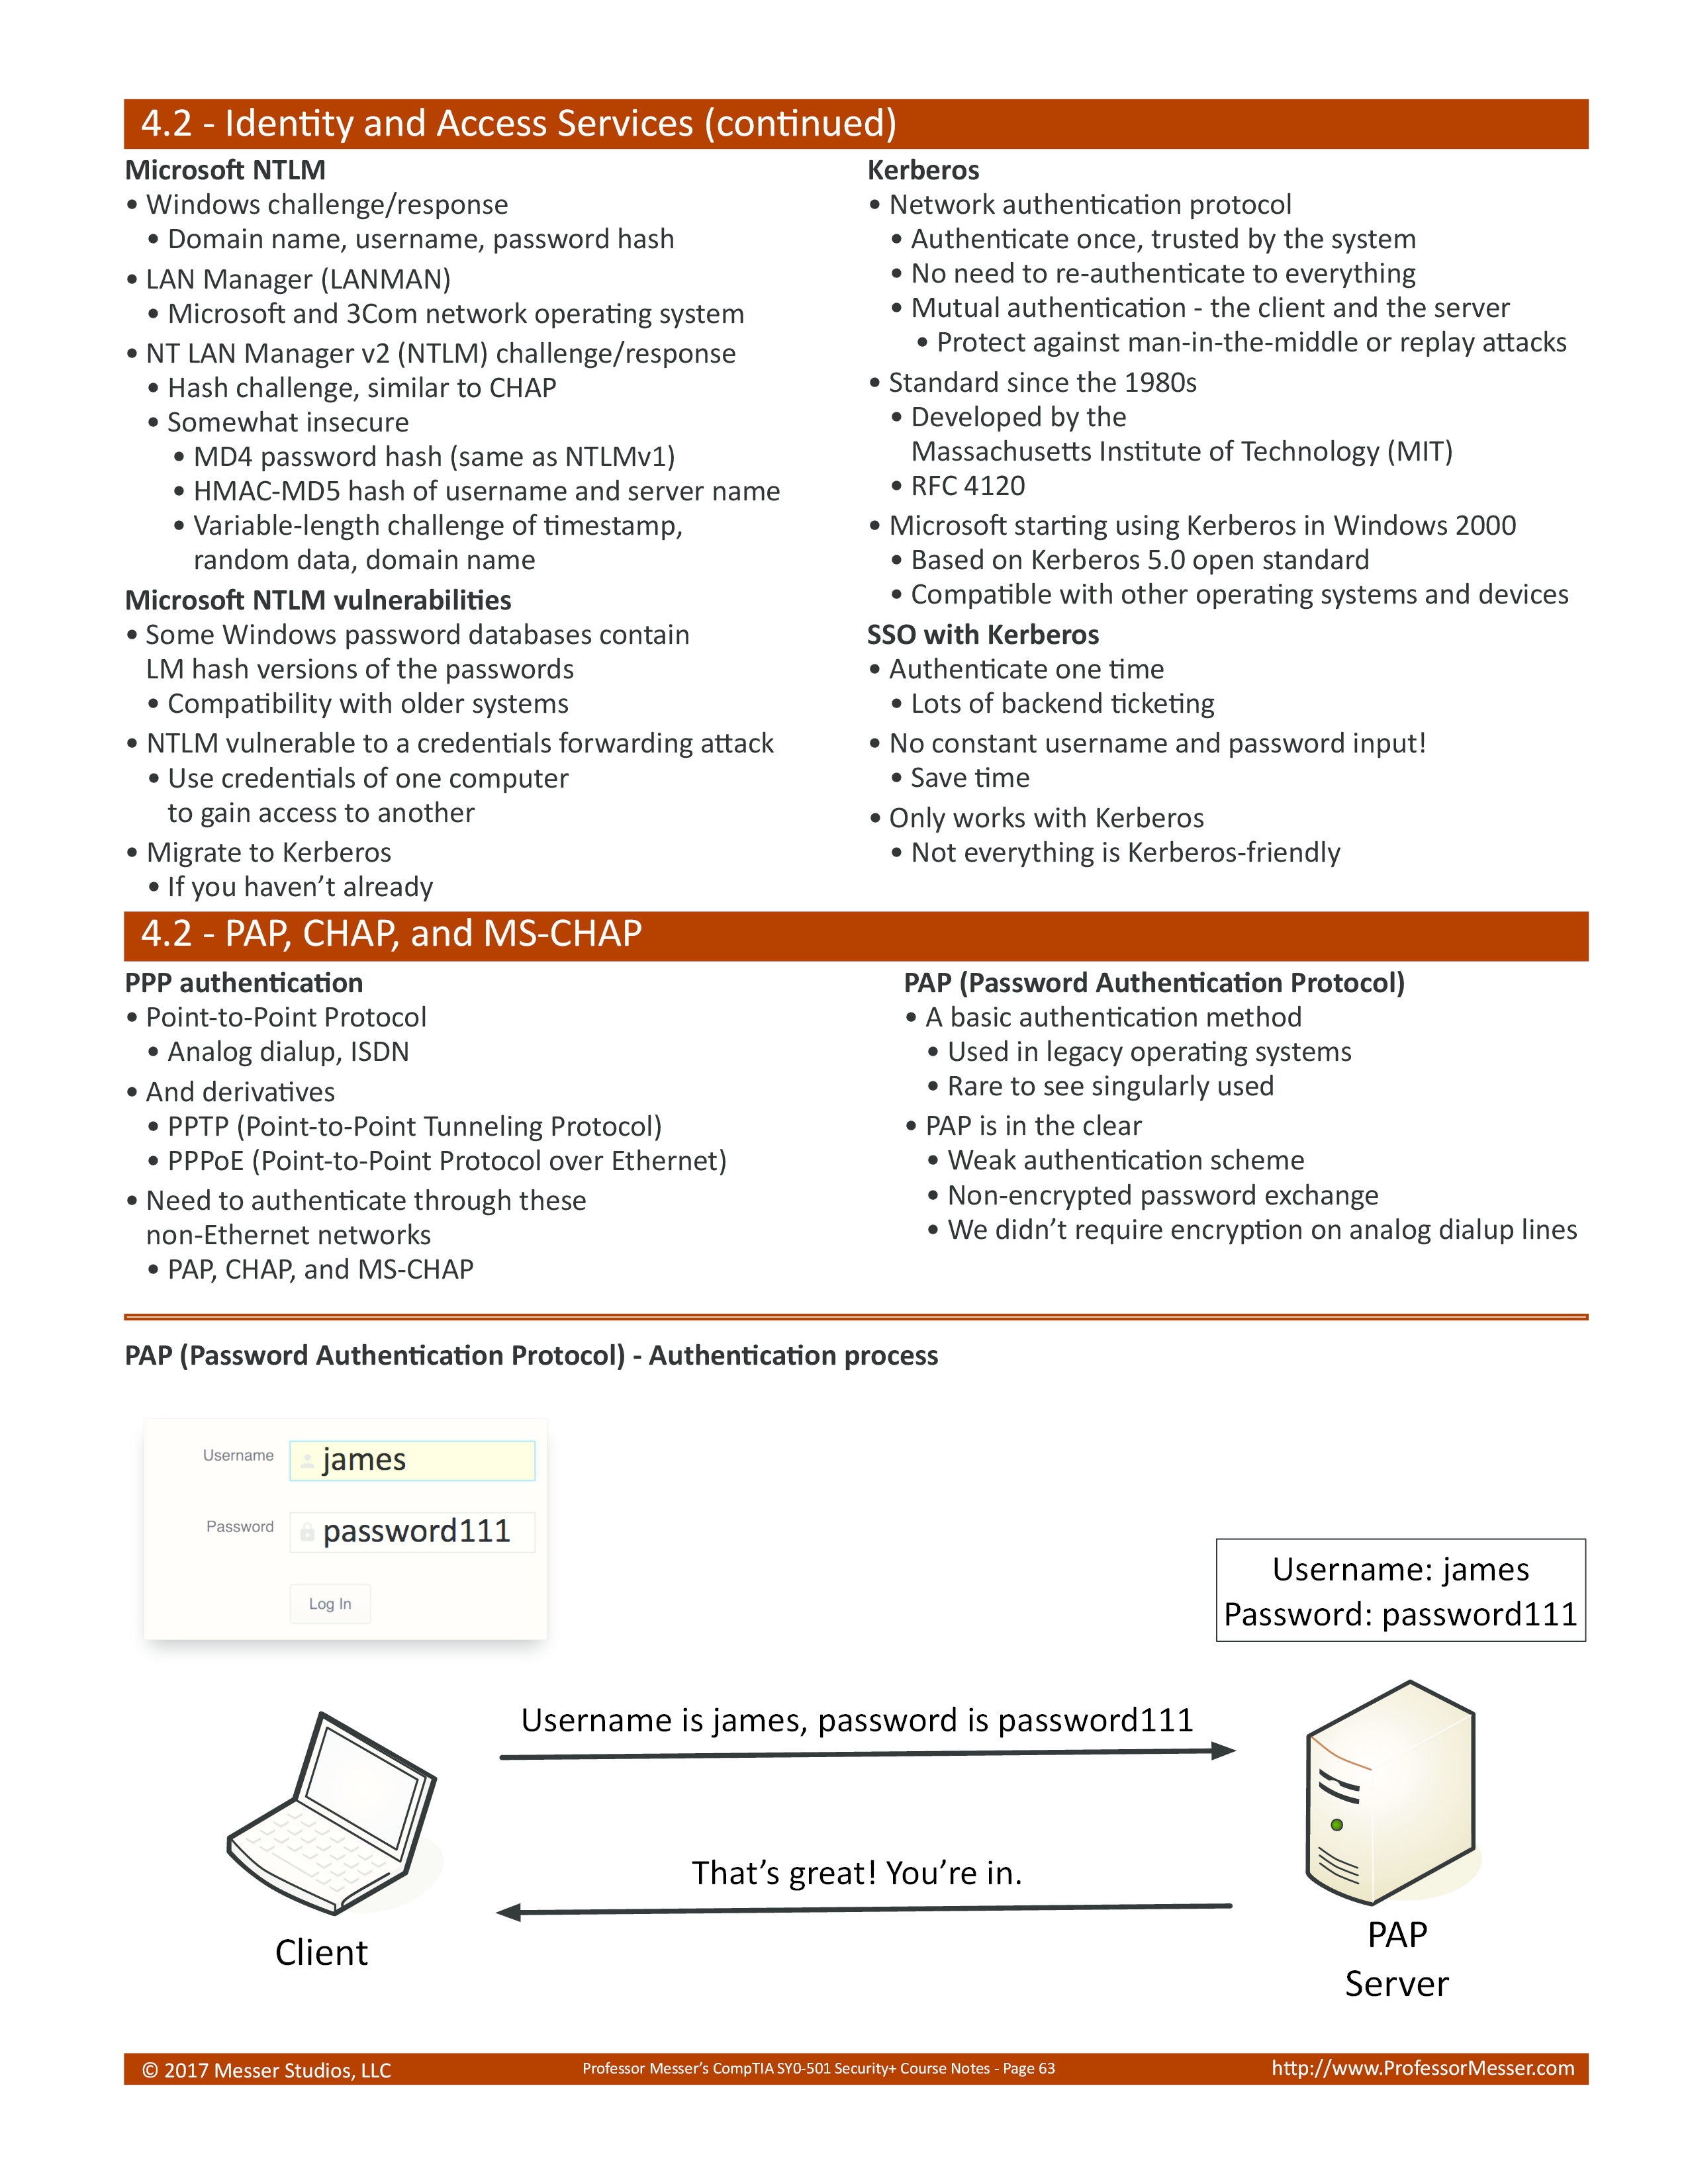 4.2 - Identity and Access Services (continued)
Microsoft NTLM
• Windows challenge/response
• Domain name, username, password hash
• LAN Manager (LANMAN)
• Microsoft and 3Com network operating system
• NT LAN Manager v2 (NTLM) challenge/response
• Hash challenge, similar to CHAP
• Somewhat insecure
• MD4 password hash (same as NTLMv1)
• HMAC-MD5 hash of username and server name
• Variable-length challenge of timestamp,
random data, domain name
Microsoft NTLM vulnerabilities
• Some Windows password databases contain
LM hash versions of the passwords
• Compatibility with older systems
• NTLM vulnerable to a credentials forwarding attack
• Use credentials of one computer
to gain access to another
• Migrate to Kerberos
• If you haven’t already
Kerberos
• Network authentication protocol
• Authenticate once, trusted by the system
• No need to re-authenticate to everything
• Mutual authentication - the client and the server
• Protect against man-in-the-middle or replay attacks
• Standard since the 1980s
• Developed by the
Massachusetts Institute of Technology (MIT)
• RFC 4120
• Microsoft starting using Kerberos in Windows 2000
• Based on Kerberos 5.0 open standard
• Compatible with other operating systems and devices
SSO with Kerberos
• Authenticate one time
• Lots of backend ticketing
• No constant username and password input!
• Save time
• Only works with Kerberos
• Not everything is Kerberos-friendly
4.2 - PAP, CHAP, and MS-CHAP
PPP authentication
• Point-to-Point Protocol
• Analog dialup, ISDN
• And derivatives
• PPTP (Point-to-Point Tunneling Protocol)
• PPPoE (Point-to-Point Protocol over Ethernet)
• Need to authenticate through these
non-Ethernet networks
• PAP, CHAP, and MS-CHAP
PAP (Password Authentication Protocol)
• A basic authentication method
• Used in legacy operating systems
• Rare to see singularly used
• PAP is in the clear
• Weak authentication scheme
• Non-encrypted password exchange
• We didn’t require encryption on analog dialup lines
PAP (Password Authentication Protocol) - Authentication process
Username james
Password password111
Log In
Username: james
Password: password111
Username is james, password is password111
That’s great! You’re in.
Client
PAP
Server
© 2017 Messer Studios, LLC
Professor Messer’s CompTIA SY0-501 Security+ Course Notes - Page 63
http://www.ProfessorMesser.com